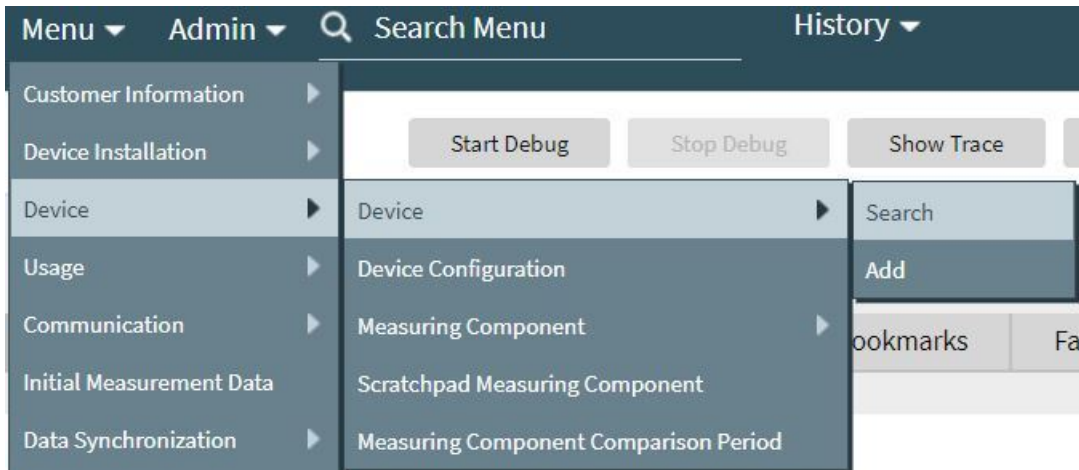 Menu Admin Search Menu History
Customer Information
Device Installation Start Debug Stop Debug Show Trace
Device Device Search
Usage Device Configuration Add
Communication Measuring Component ookmarks Fa
Initial Measurement Data Scratchpad Measuring Component
Data Synchronization Measuring Component Comparison Period